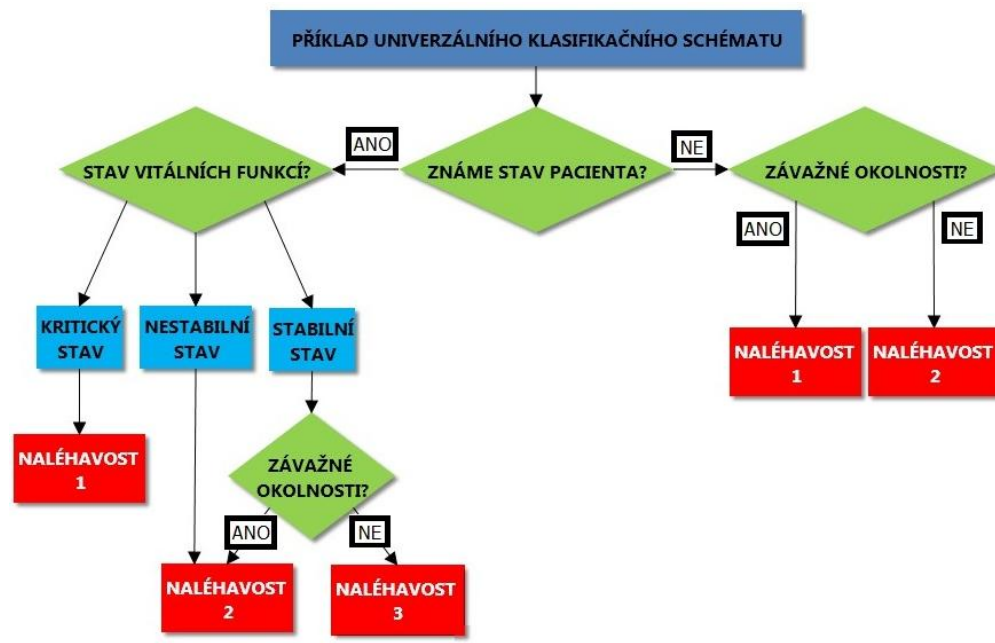 PŘÍKLAD UNIVERZÁLNÍHO KLASIFIKAČNÍHO SCHÉMATU
ANO
NE
STAV VITÁLNÍCH FUNKCÍ?
ZNÁME STAV PACIENTA?
ZÁVAŽNÉ OKOLNOSTI?
ANO
NE
KRITICKÝ
STAV
NESTABILNÍ
STAV
STABILNÍ
STAV
NALÉHAVOST
1
NALÉHAVOST
2
NALÉHAVOST
1
ZÁVAŽNÉ
OKOLNOSTI?
ANO
NE
NALÉHAVOST
2
NALÉHAVOST
3